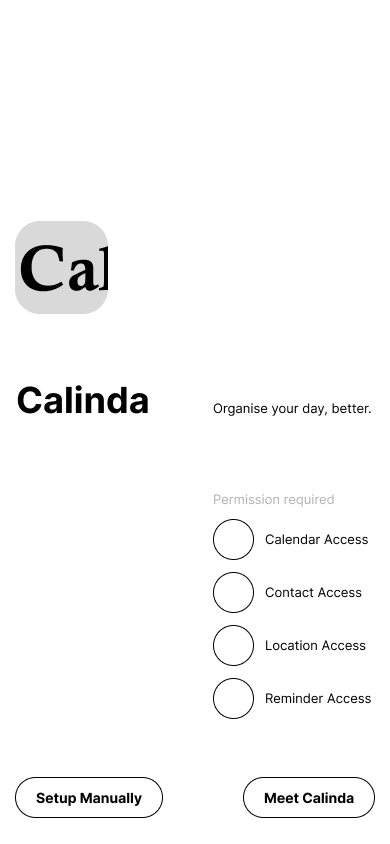 Cal
Calinda
Organise your day, better.
Permission required
Calendar Access
Contact Access
Location Access
Reminder Access
Setup Manually
Meet Calinda